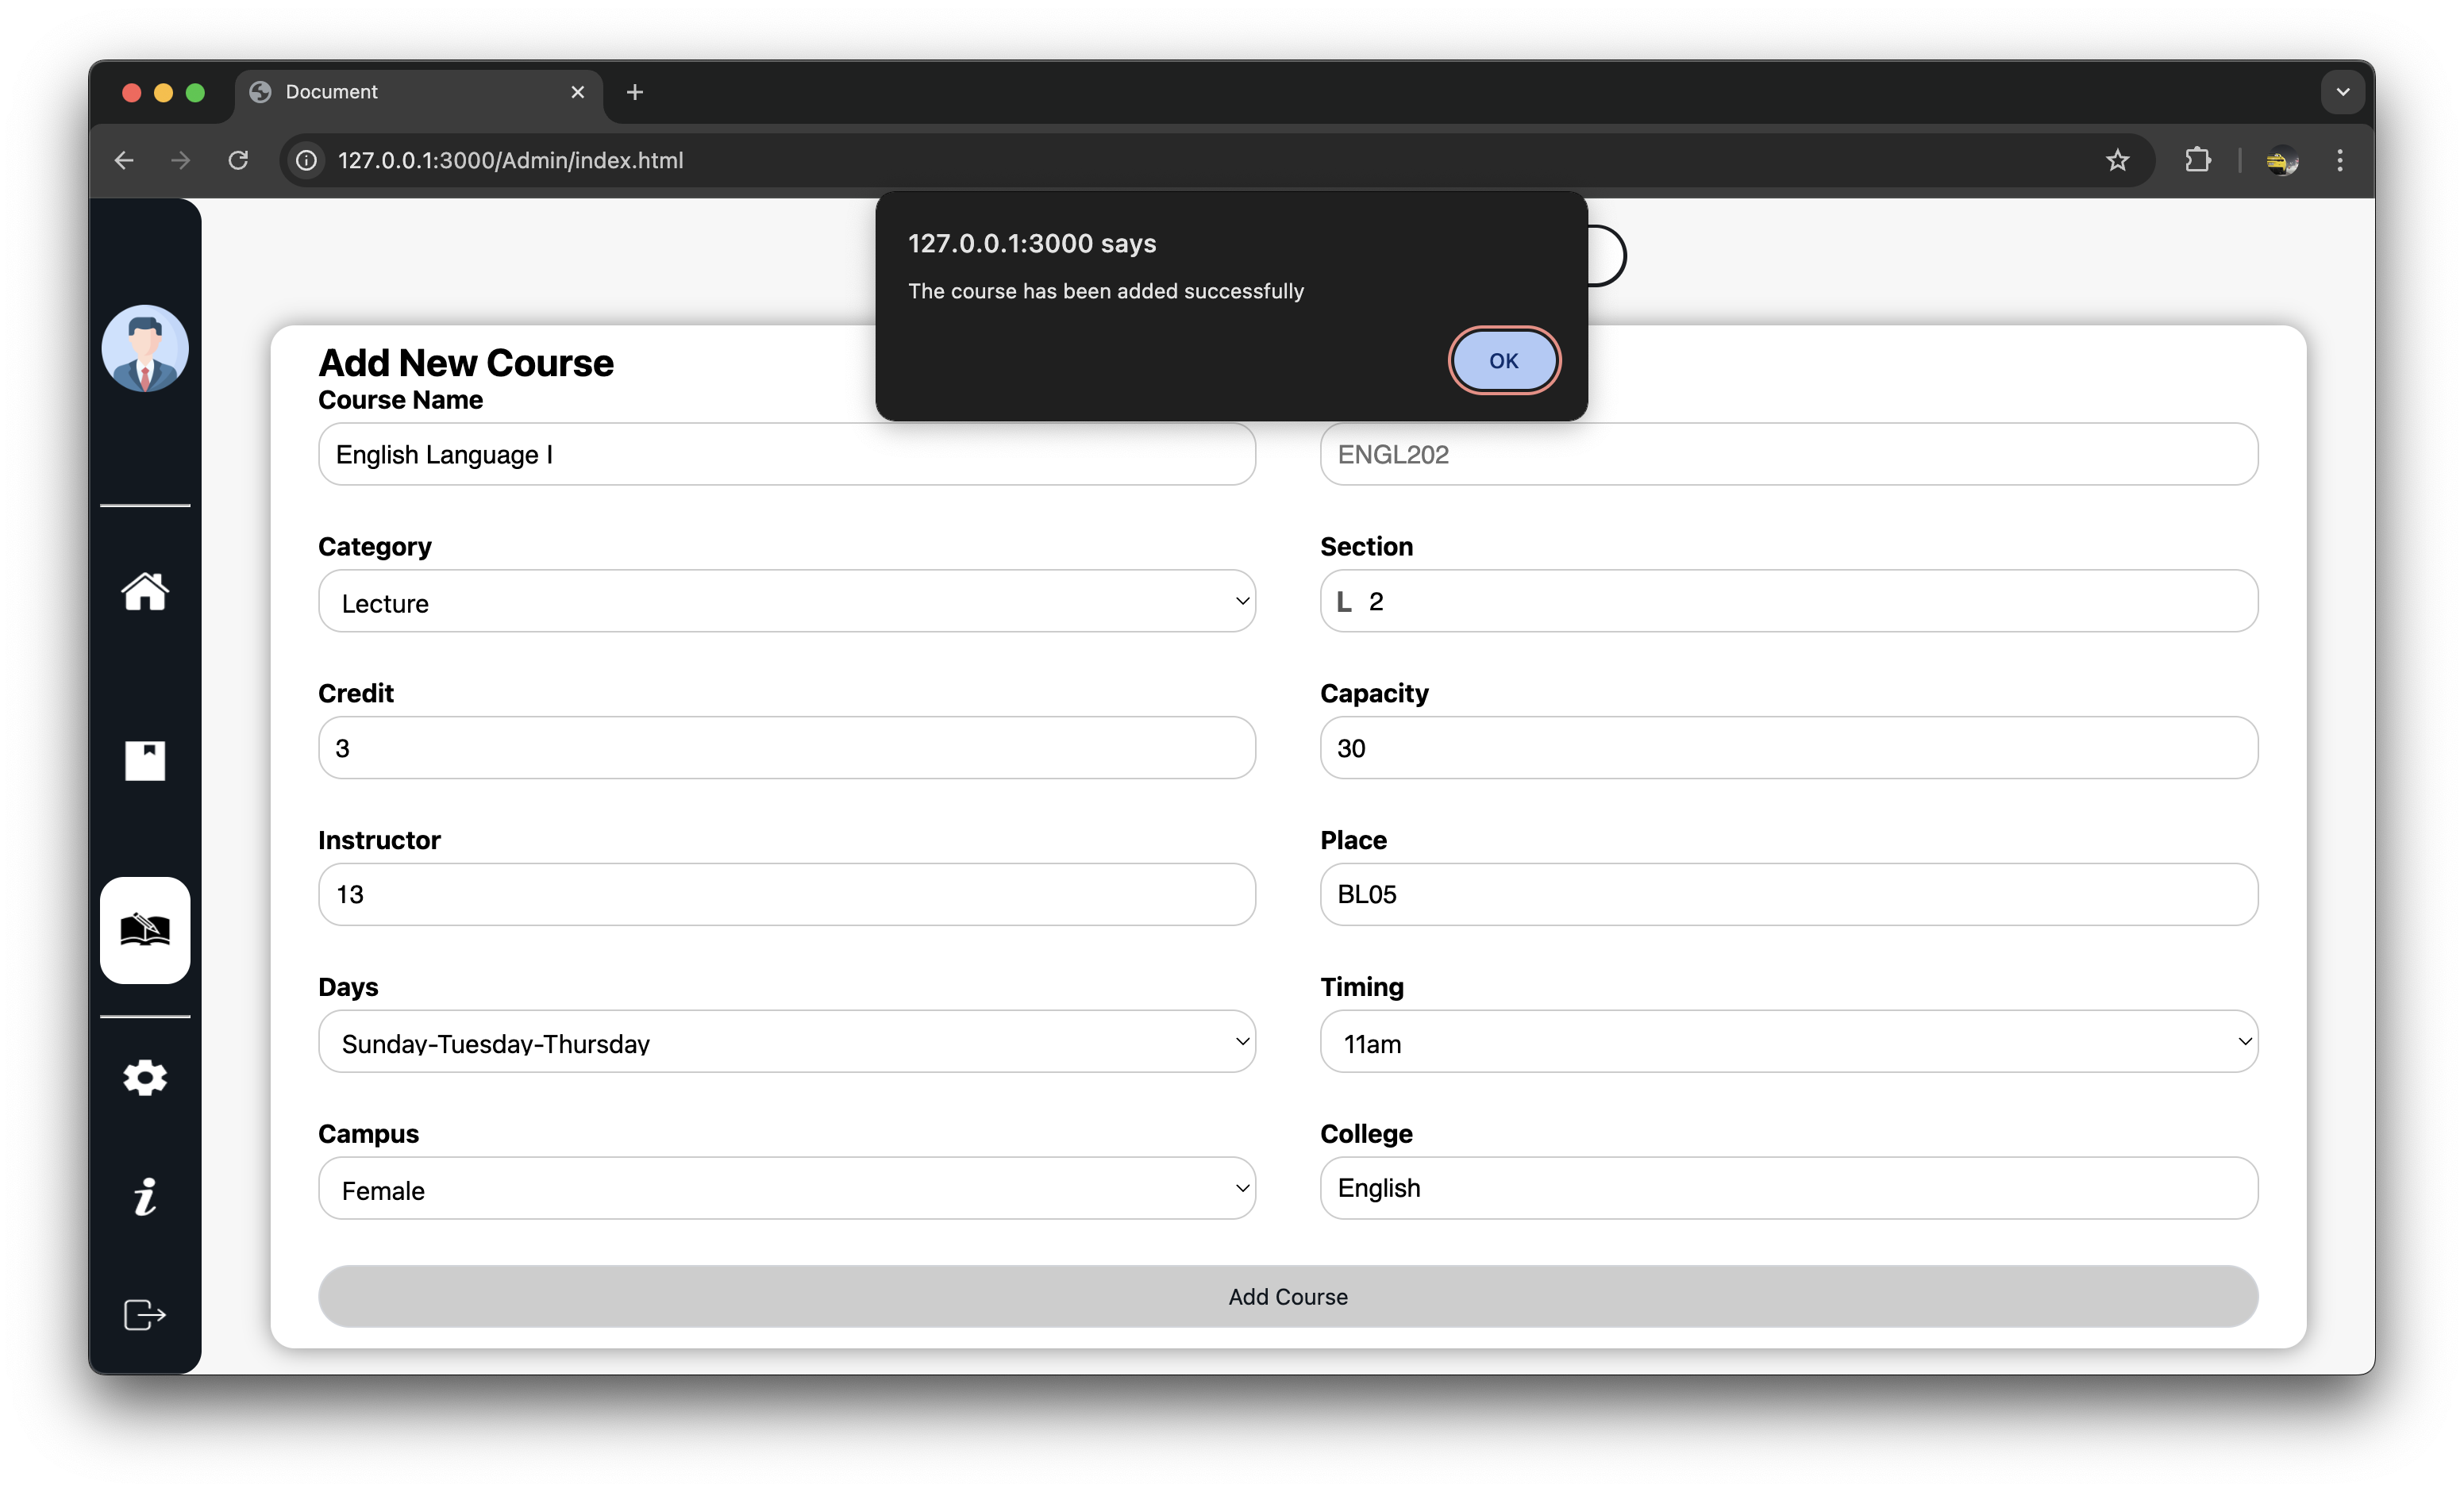 Document
127.0.0.1:3000/Admin/index.html
127.0.0.1:3000 says
The course has been added successfully
OK
Add New Course
Course Name
English Language I
ENGL202
Category
Section
Lecture
L 2
Credit
Capacity
3
30
Instructor
Place
13
BL05
Days
Timing
Sunday-Tuesday-Thursday
11am
Campus
College
Female
English
Add Course